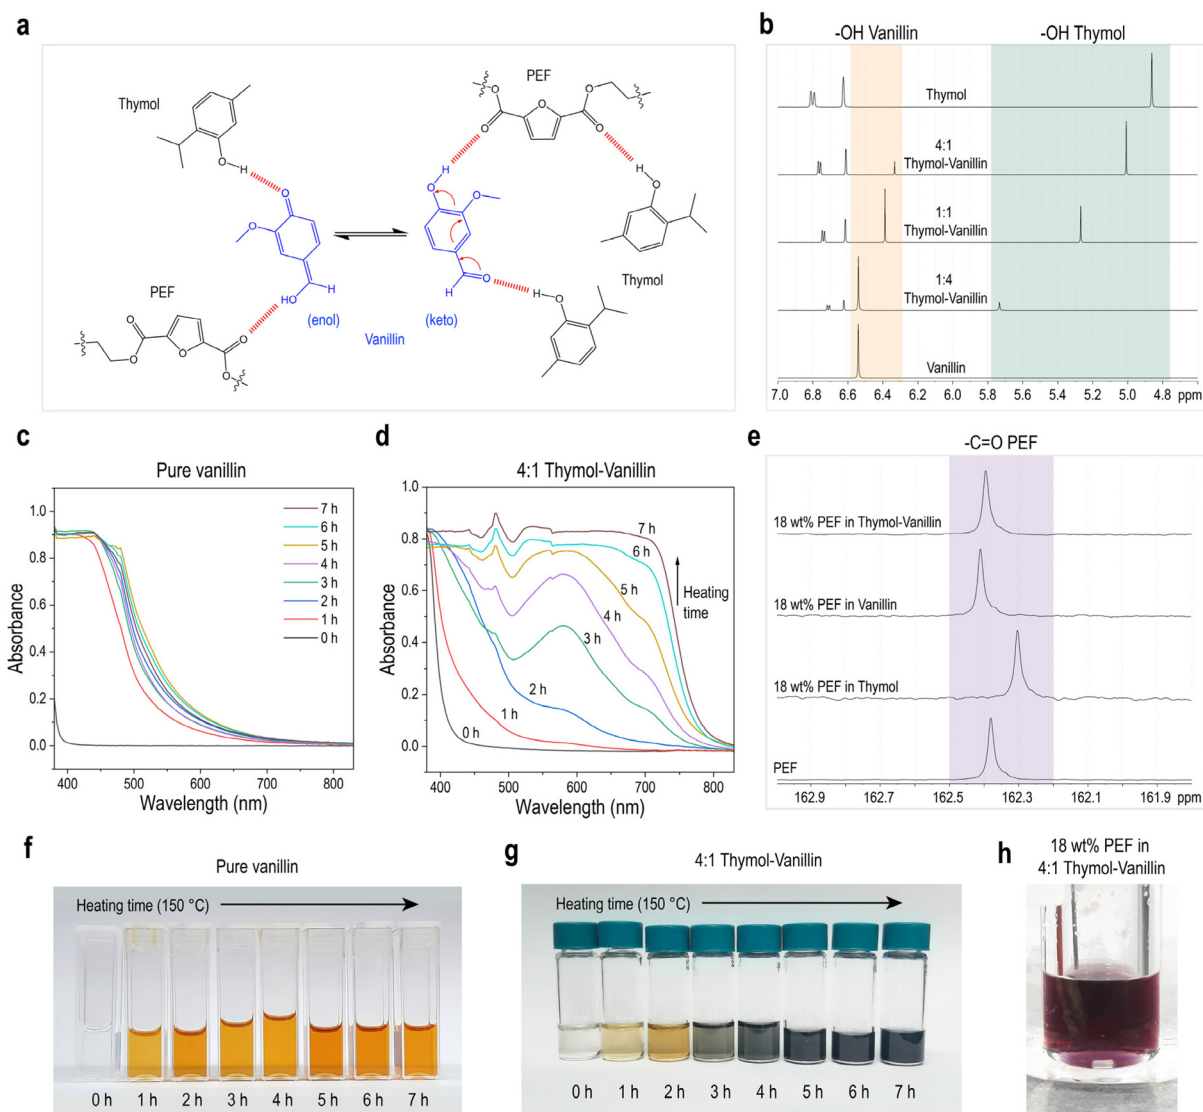 a
Thymol
H
O
O
O
PEF
HO
H
(enol)
O
O
O
O
O
Vanillin
PEF
O
O
O
O
O
H
O
O
H
O
H
O
(keto)
H
O
Thymol
b
-OH Vanillin
-OH Thymol
Thymol
4:1
Thymol-Vanillin
1:1
Thymol-Vanillin
1:4
Thymol-Vanillin
Vanillin
7.0 6.8 6.6 6.4 6.2 6.0 5.8 5.6 5.4 5.2 5.0 4.8 ppm
c
Pure vanillin
Absorbance
1.0
0.8
0.6
0.4
0.2
0.0
7 h
6 h
5 h
4 h
3 h
2 h
1 h
0 h
400 500 600 700 800
Wavelength (nm)
d
4:1 Thymol-Vanillin
Absorbance
1.0
0.8
0.6
0.4
0.2
0.0
7 h
6 h
5 h
4 h
3 h
2 h
1 h
0 h
Heating
time
400 500 600 700 800
Wavelength (nm)
e
-C=O PEF
18 wt% PEF in Thymol-Vanillin
18 wt% PEF in Vanillin
18 wt% PEF in Thymol
PEF
162.9 162.7 162.5 162.3 162.1 161.9 ppm
f
Pure vanillin
Heating time (150 °C)
0 h 1 h 2 h 3 h 4 h 5 h 6 h 7 h
g
4:1 Thymol-Vanillin
Heating time (150 °C)
0 h 1 h 2 h 3 h 4 h 5 h 6 h 7 h
h
18 wt% PEF in
4:1 Thymol-Vanillin